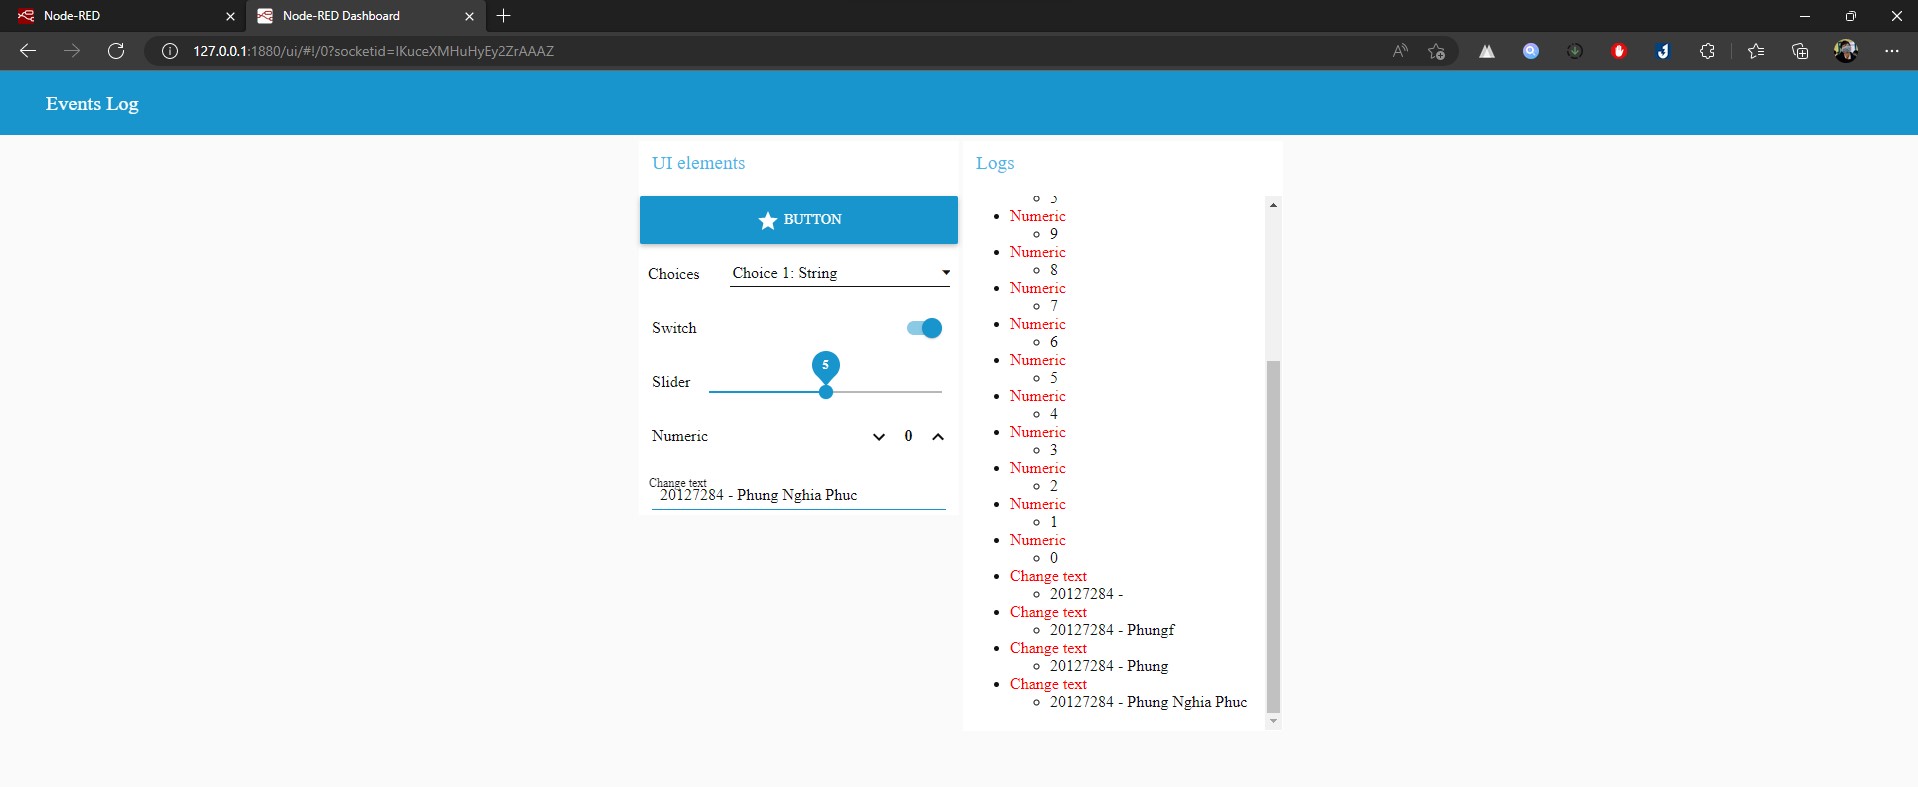 Node-RED
Node-RED Dashboard
127.0.0.1:1880/ui/#!/0?socketid=IKuceXMHuHyEy2ZrAAAZ
Events Log
UI elements
BUTTON
Choices
Choice 1: String
Switch
5
Slider
Numeric
0
Change text
20127284 - Phung Nghia Phuc
Logs
Numeric
9
Numeric
8
Numeric
7
Numeric
6
Numeric
5
Numeric
4
Numeric
3
Numeric
2
Numeric
1
Numeric
0
Change text
20127284 -
Change text
20127284 - Phungf
Change text
20127284 - Phung
Change text
20127284 - Phung Nghia Phuc